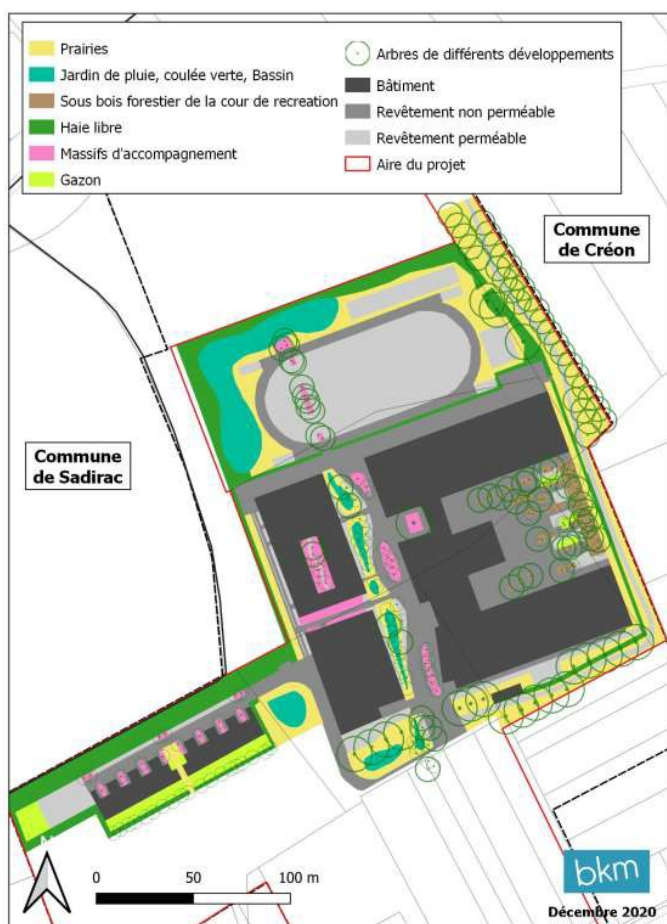 Prairies
Jardin de pluie, coulée verte, Bassin
Sous bois forestier de la cour de recreation
Haie libre
Massifs d'accompagnement
Gazon
Arbres de différents développements
Bâtiment
Revêtement non perméable
Revêtement perméable
Aire du projet
Commune
de Créon
Commune
de Sadirac
0 50 100 m
bkm
Décembre 2020